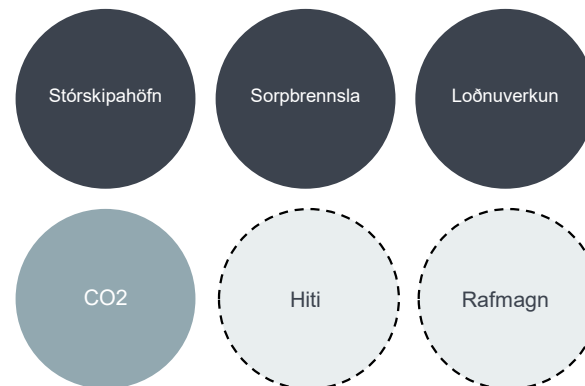 Stórskipahöfn
Sorpbrennsla
Loðnuverkun
CO2
Hiti
Rafmagn